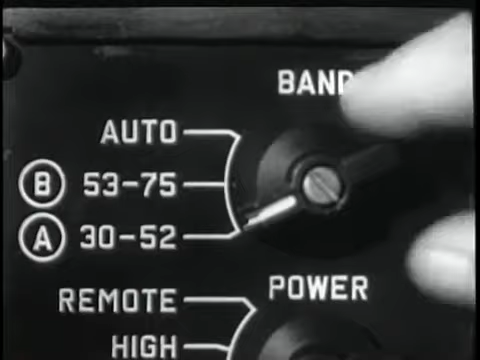 BAND
AUTO
B 53-75
A 30-52
POWER
REMOTE
HIGH